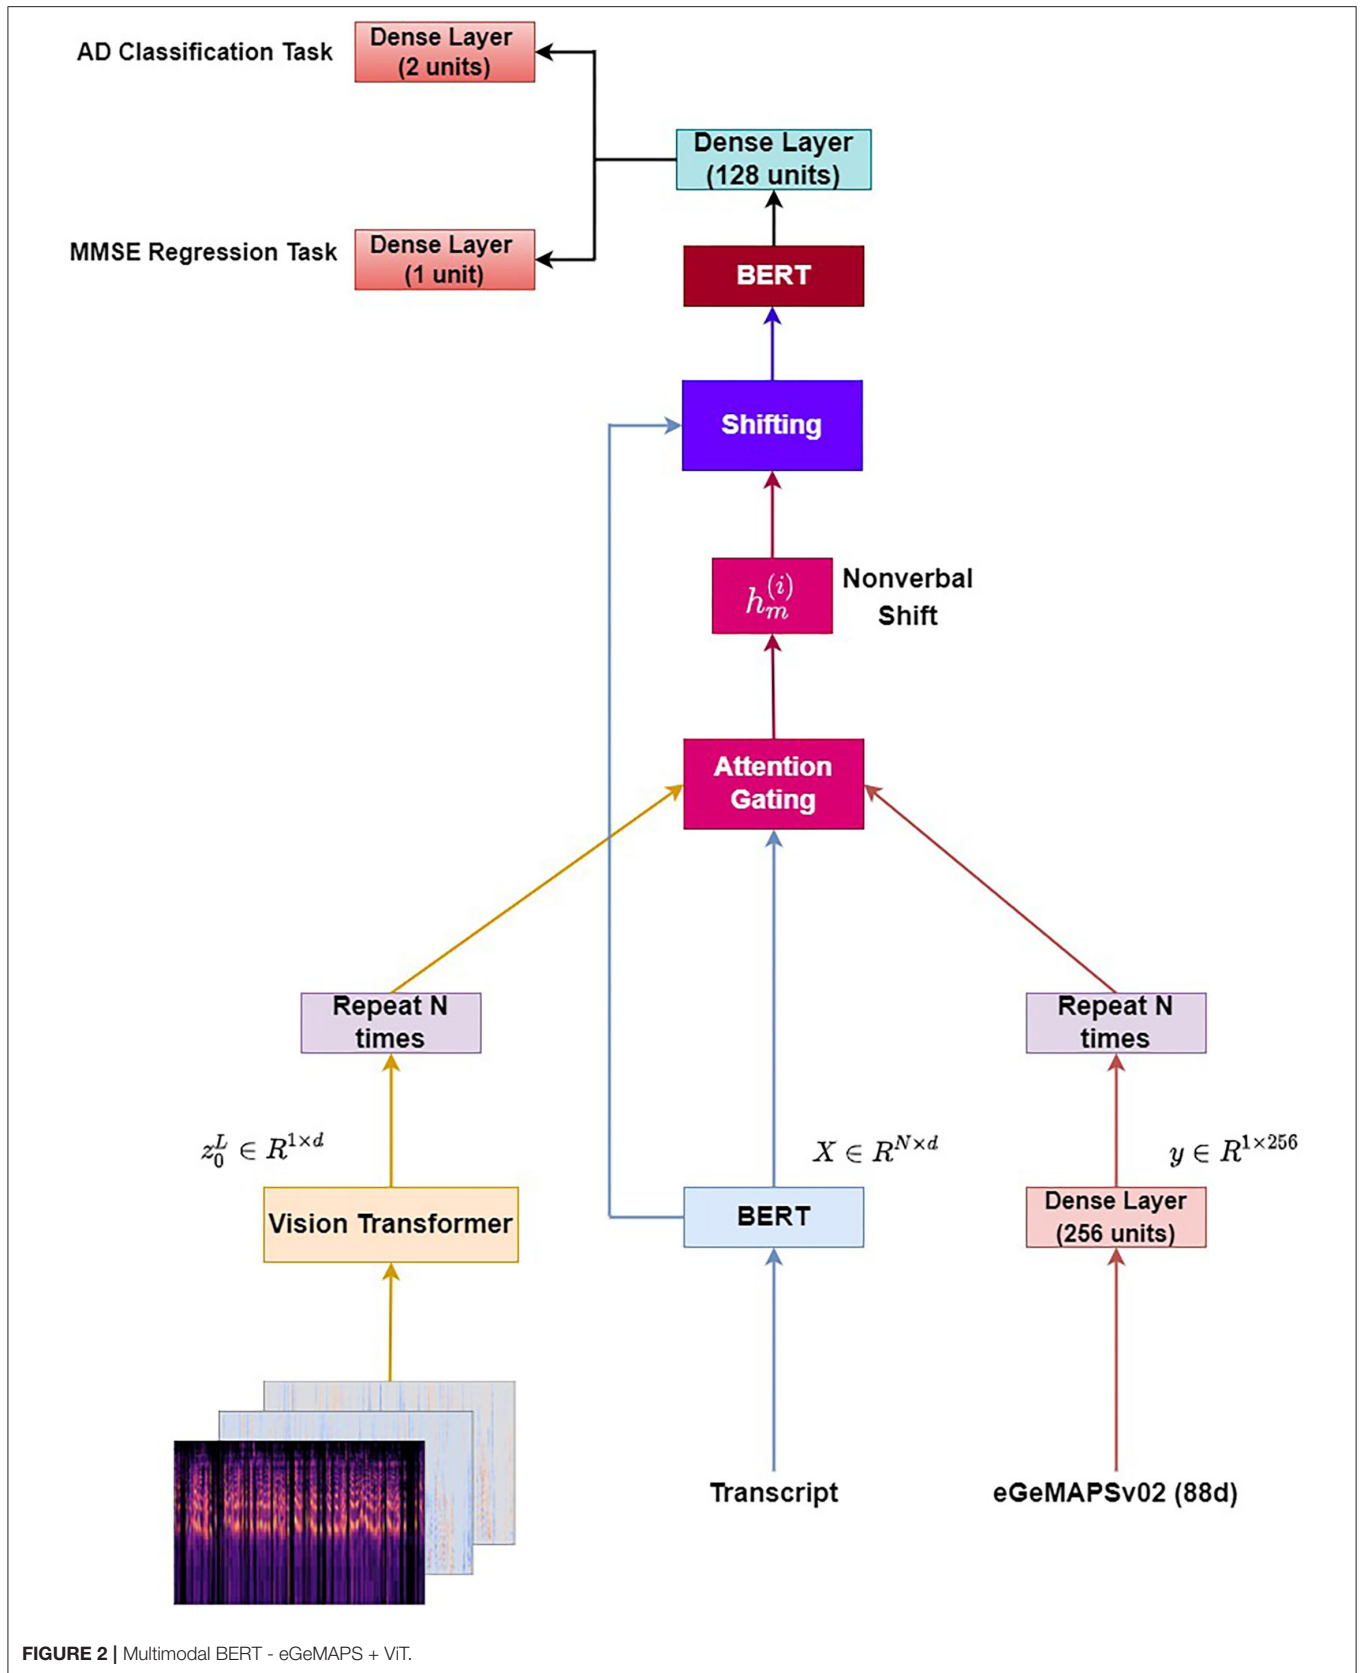 AD Classification Task
Dense Layer
(2 units)
Dense Layer
(128 units)
MMSE Regression Task
Dense Layer
(1 unit)
BERT
Shifting
h_m^{(i)}
Nonverbal
Shift
Attention
Gating
Repeat N
times
Repeat N
times
z_0^L ∈ R^{1×d}
X ∈ R^{N×d}
y ∈ R^{1×256}
Vision Transformer
BERT
Dense Layer
(256 units)
Transcript
eGeMAPSv02 (88d)
FIGURE 2 | Multimodal BERT - eGeMAPS + ViT.